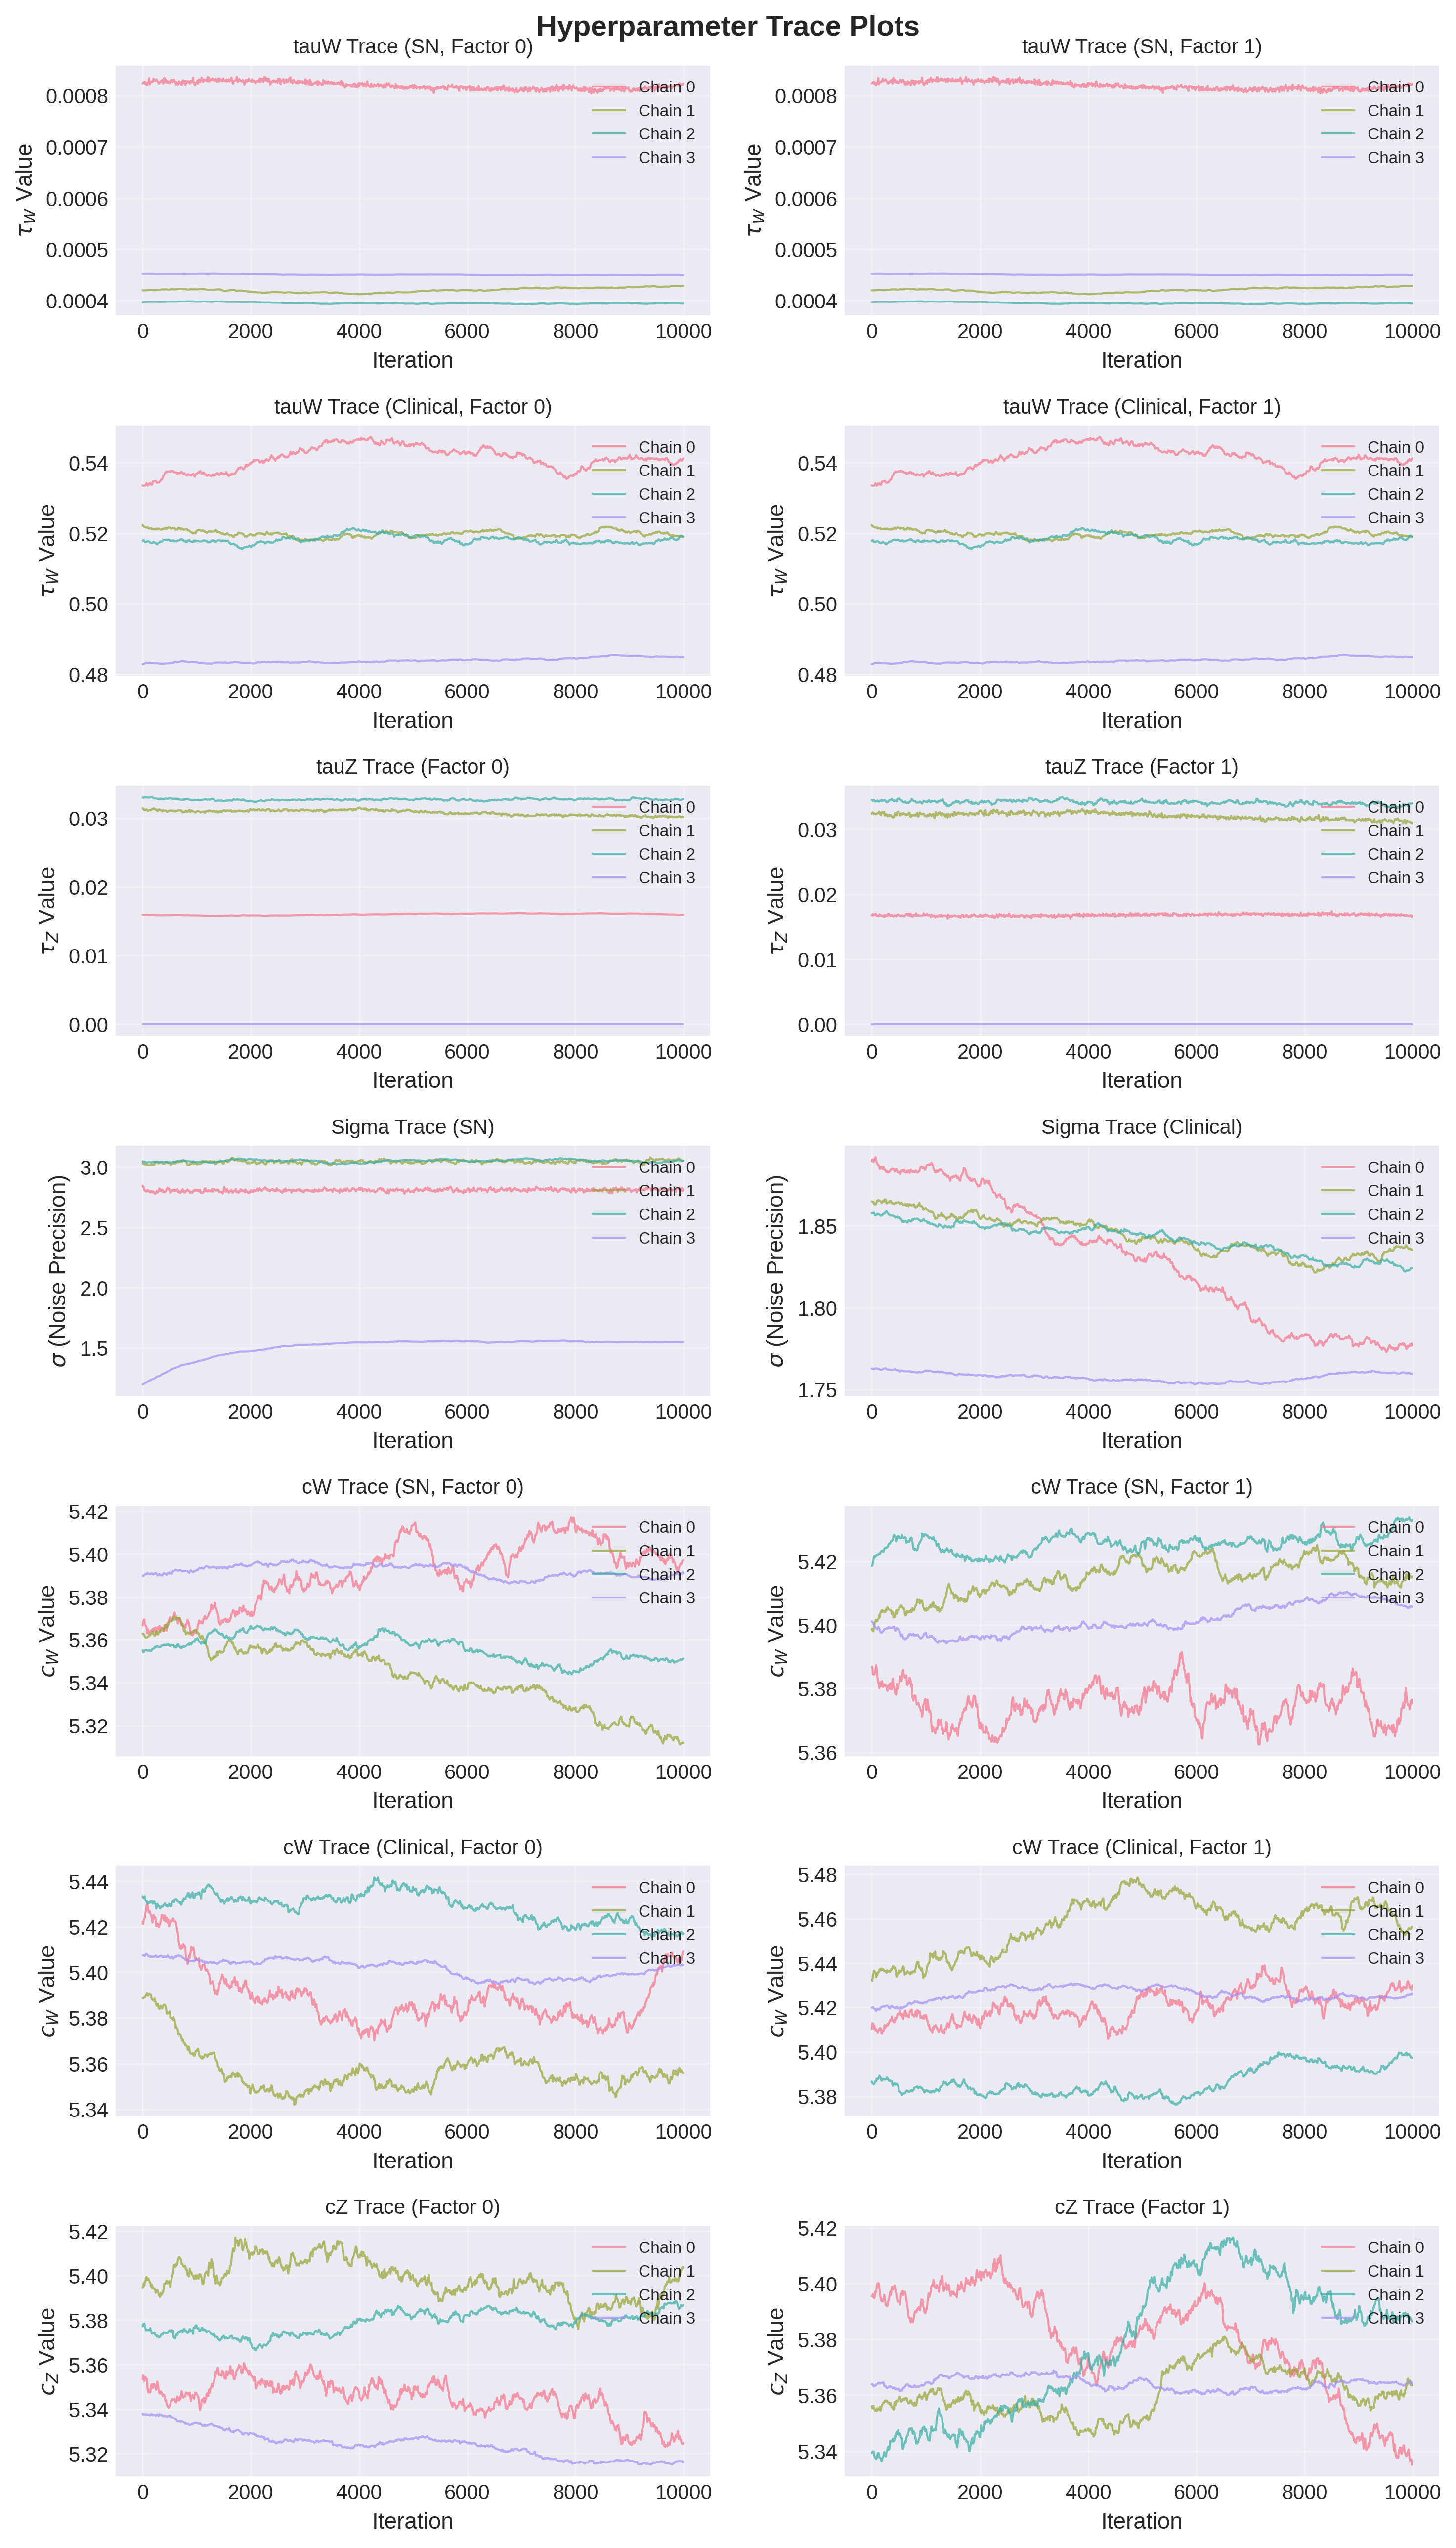 Hyperparameter Trace Plots
tauW Trace (SN, Factor 0)
τW Value
0.0008
0.0007
0.0006
0.0005
0.0004
Chain 0
Chain 1
Chain 2
Chain 3
0 2000 4000 6000 8000 10000
Iteration
tauW Trace (SN, Factor 1)
τW Value
0.0008
0.0007
0.0006
0.0005
0.0004
Chain 0
Chain 1
Chain 2
Chain 3
0 2000 4000 6000 8000 10000
Iteration
tauW Trace (Clinical, Factor 0)
τW Value
0.54
0.52
0.50
0.48
Chain 0
Chain 1
Chain 2
Chain 3
0 2000 4000 6000 8000 10000
Iteration
tauW Trace (Clinical, Factor 1)
τW Value
0.54
0.52
0.50
0.48
Chain 0
Chain 1
Chain 2
Chain 3
0 2000 4000 6000 8000 10000
Iteration
tauZ Trace (Factor 0)
τZ Value
0.03
0.02
0.01
0.00
Chain 0
Chain 1
Chain 2
Chain 3
0 2000 4000 6000 8000 10000
Iteration
tauZ Trace (Factor 1)
τZ Value
0.03
0.02
0.01
0.00
Chain 0
Chain 1
Chain 2
Chain 3
0 2000 4000 6000 8000 10000
Iteration
Sigma Trace (SN)
σ (Noise Precision)
3.0
2.5
2.0
1.5
Chain 0
Chain 1
Chain 2
Chain 3
0 2000 4000 6000 8000 10000
Iteration
Sigma Trace (Clinical)
σ (Noise Precision)
1.85
1.80
1.75
Chain 0
Chain 1
Chain 2
Chain 3
0 2000 4000 6000 8000 10000
Iteration
cW Trace (SN, Factor 0)
cW Value
5.42
5.40
5.38
5.36
5.34
5.32
Chain 0
Chain 1
Chain 2
Chain 3
0 2000 4000 6000 8000 10000
Iteration
cW Trace (SN, Factor 1)
cW Value
5.42
5.40
5.38
5.36
Chain 0
Chain 1
Chain 2
Chain 3
0 2000 4000 6000 8000 10000
Iteration
cW Trace (Clinical, Factor 0)
cW Value
5.44
5.42
5.40
5.38
5.36
5.34
Chain 0
Chain 1
Chain 2
Chain 3
0 2000 4000 6000 8000 10000
Iteration
cW Trace (Clinical, Factor 1)
cW Value
5.48
5.46
5.44
5.42
5.40
5.38
Chain 0
Chain 1
Chain 2
Chain 3
0 2000 4000 6000 8000 10000
Iteration
cZ Trace (Factor 0)
cZ Value
5.42
5.40
5.38
5.36
5.34
5.32
Chain 0
Chain 1
Chain 2
Chain 3
0 2000 4000 6000 8000 10000
Iteration
cZ Trace (Factor 1)
cZ Value
5.42
5.40
5.38
5.36
5.34
Chain 0
Chain 1
Chain 2
Chain 3
0 2000 4000 6000 8000 10000
Iteration